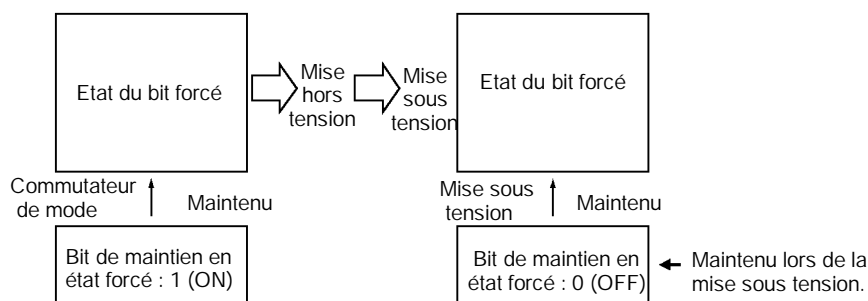 Etat du bit forcé
Mise
hors
tension
Mise
sous
tension
Etat du bit forcé
Commutateur
de mode
Maintenu
Mise sous
tension
Maintenu
Bit de maintien en
état forcé : 1 (ON)
Bit de maintien en
état forcé : 0 (OFF)
Maintenu lors de la
mise sous tension.